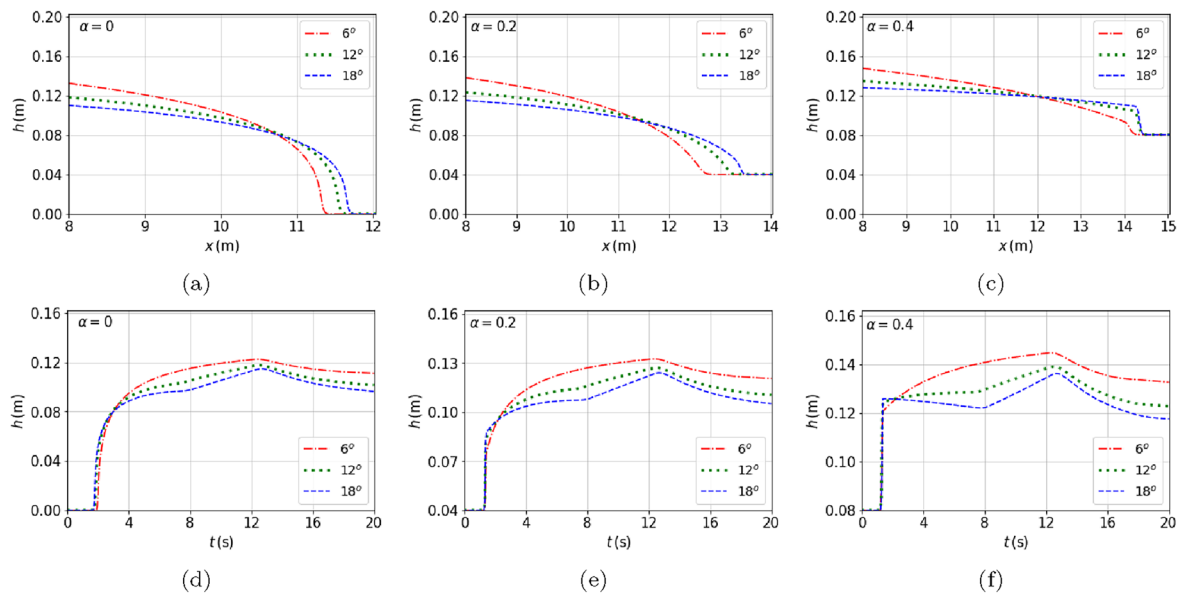 α = 0
6°
12°
18°
h (m)
0.20
0.16
0.12
0.08
0.04
0.00
8 9 10 11 12
x (m)
(a)
α = 0.2
6°
12°
18°
h (m)
0.20
0.16
0.12
0.08
0.04
0.00
8 9 10 11 12 13 14
x (m)
(b)
α = 0.4
6°
12°
18°
h (m)
0.20
0.16
0.12
0.08
0.04
0.00
8 9 10 11 12 13 14 15
x (m)
(c)
α = 0
6°
12°
18°
h (m)
0.16
0.12
0.08
0.04
0.00
0 4 8 12 16 20
t (s)
(d)
α = 0.2
6°
12°
18°
h (m)
0.16
0.13
0.10
0.07
0.04
0 4 8 12 16 20
t (s)
(e)
α = 0.4
6°
12°
18°
h (m)
0.16
0.14
0.12
0.10
0.08
0 4 8 12 16 20
t (s)
(f)